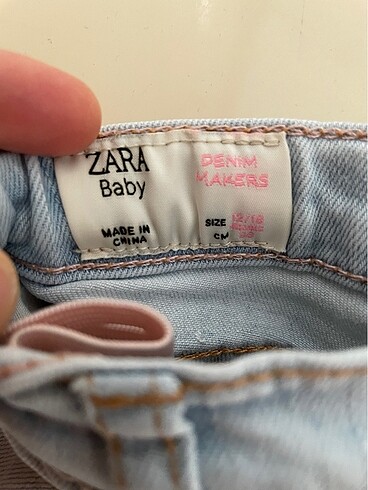 ZARA
Baby
MADE IN
CHINA
DENIM
MAKERS
SIZE 12/18
CM